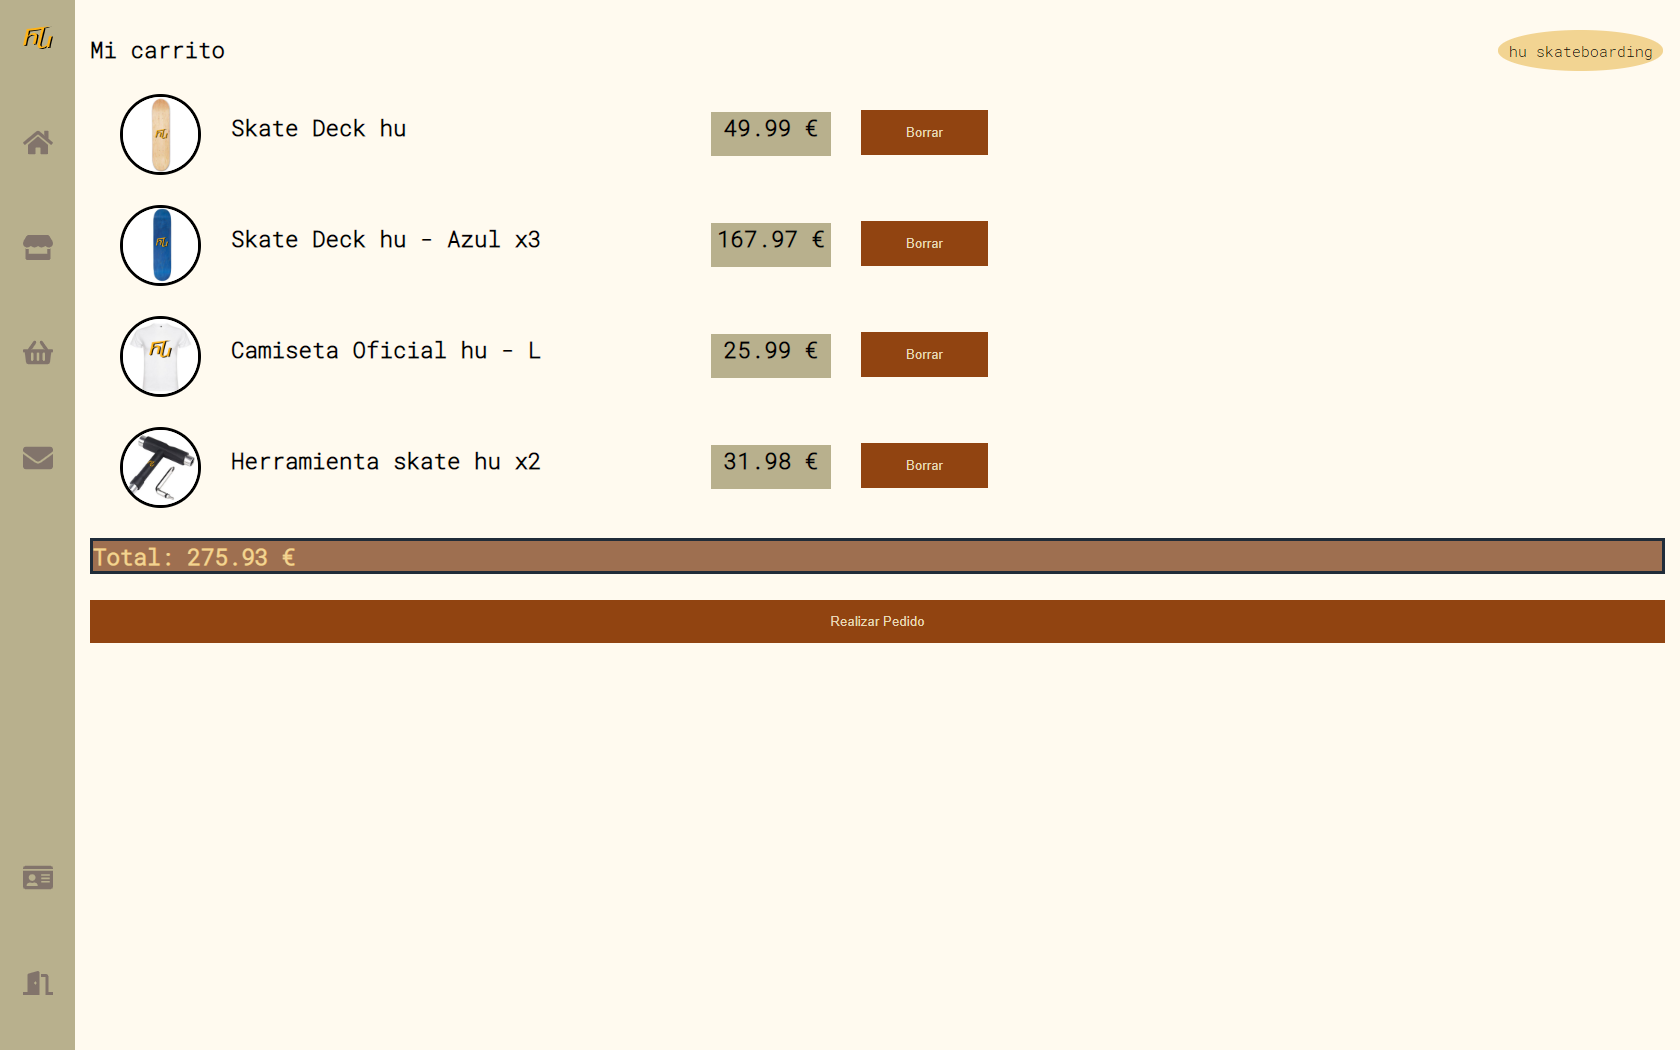 hu
Mi carrito
hu skateboarding
Skate Deck hu
49.99 €
Borrar
Skate Deck hu - Azul x3
167.97 €
Borrar
Camiseta Oficial hu - L
25.99 €
Borrar
Herramienta skate hu x2
31.98 €
Borrar
Total: 275.93 €
Realizar Pedido